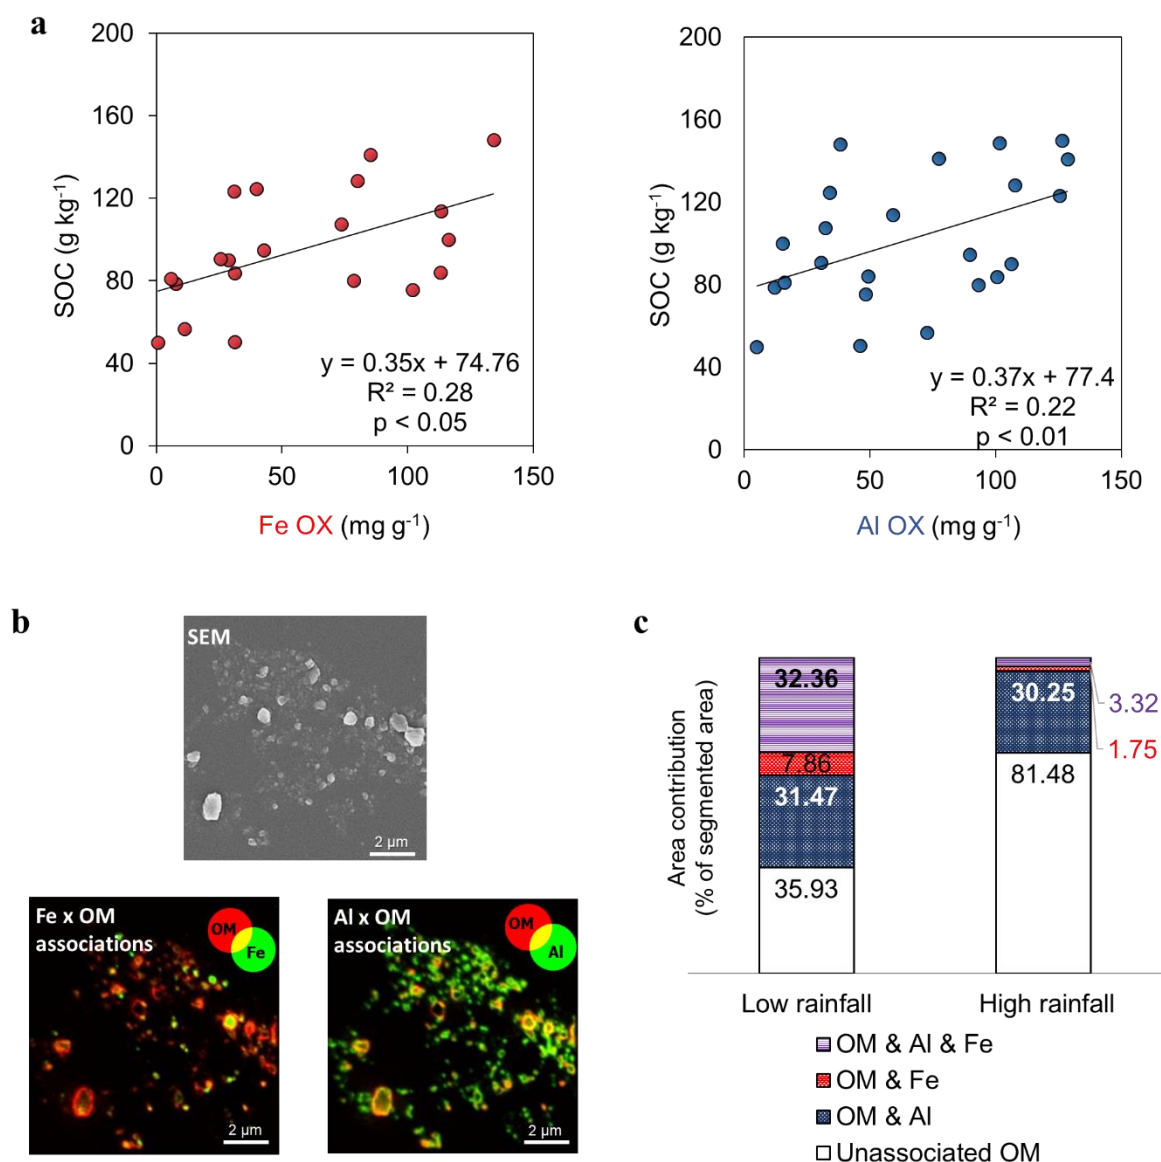 a
200
160
120
80
40
0
SOC (g kg⁻¹)
y = 0.35x + 74.76
R² = 0.28
p < 0.05
0 50 100 150
Fe OX (mg g⁻¹)
200
160
120
80
40
0
SOC (g kg⁻¹)
y = 0.37x + 77.4
R² = 0.22
p < 0.01
0 50 100 150
Al OX (mg g⁻¹)
b
SEM
2 µm
Fe x OM
associations
OM
Fe
2 µm
Al x OM
associations
OM
Al
2 µm
c
Area contribution
(% of segmented area)
32.36
7.86
31.47
35.93
30.25
3.32
1.75
81.48
Low rainfall
High rainfall
OM & Al & Fe
OM & Fe
OM & Al
Unassociated OM